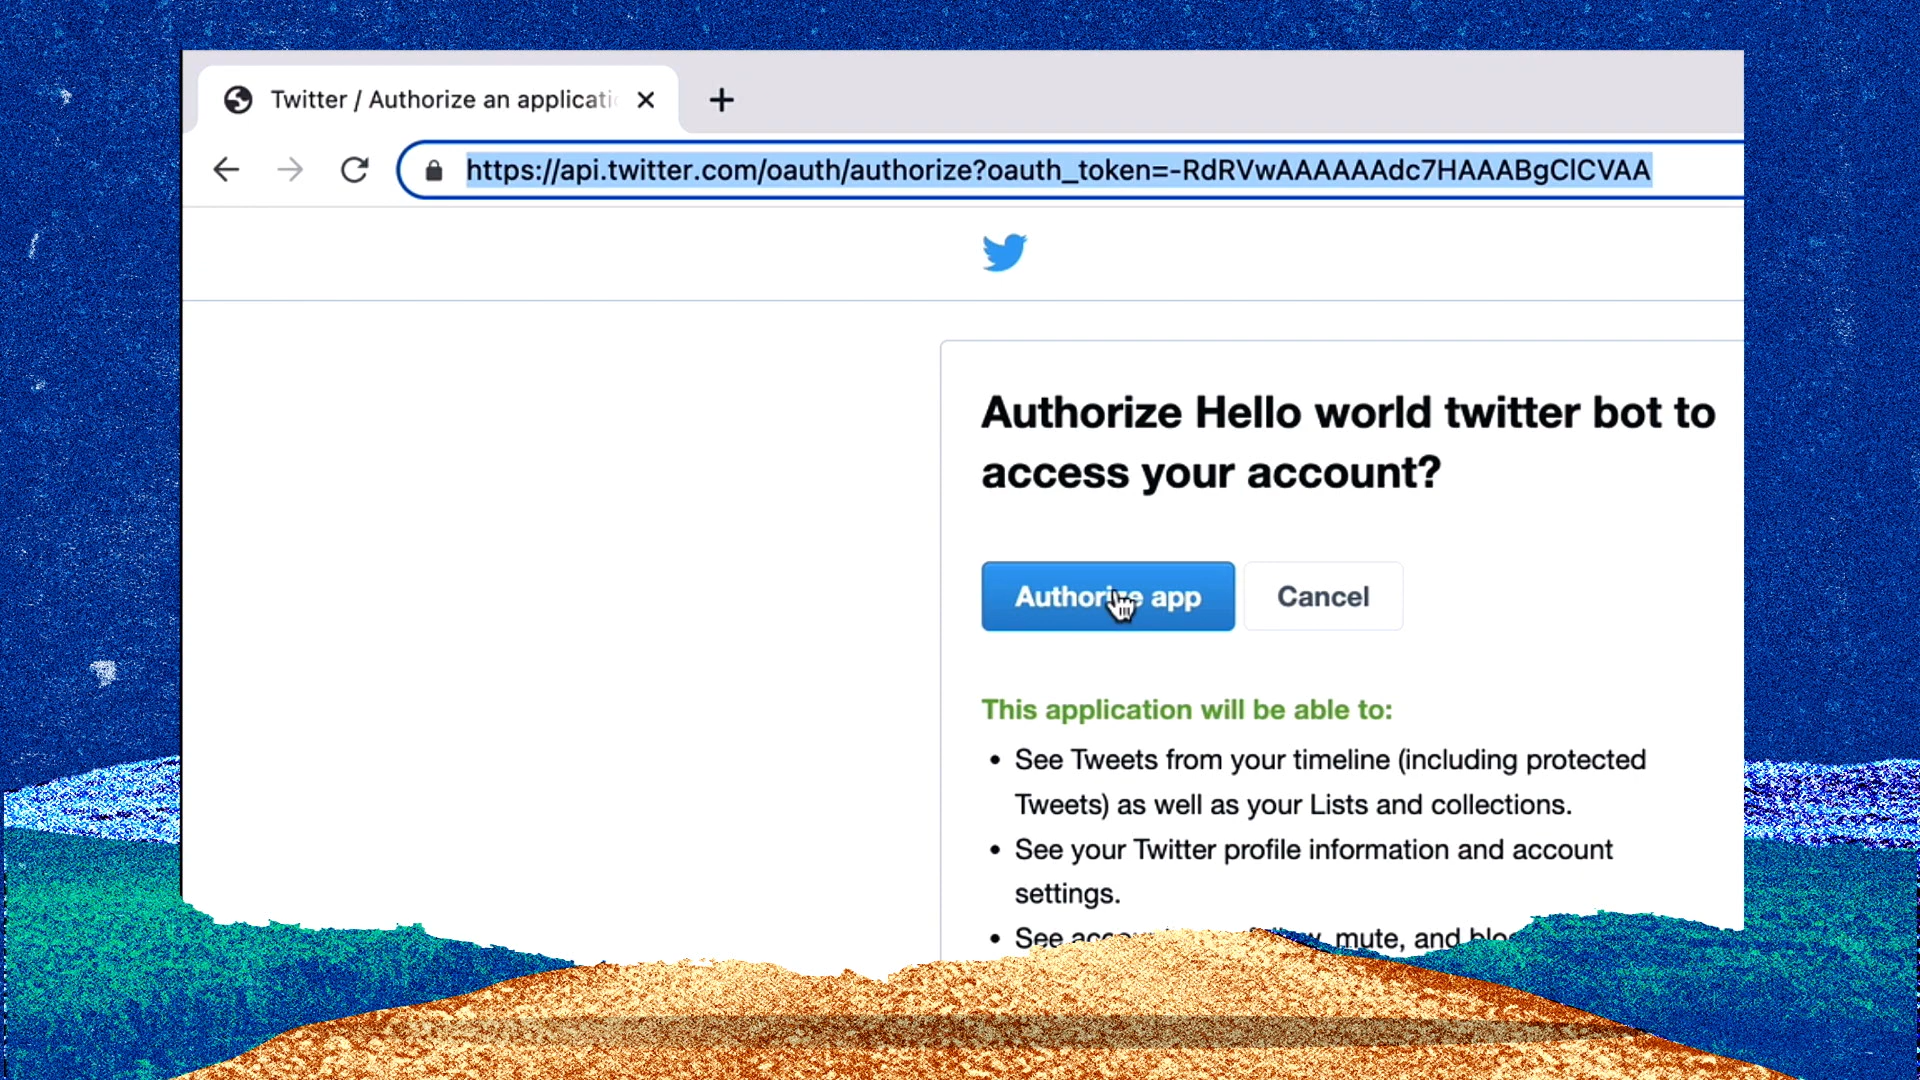 Twitter / Authorize an applicati
https://api.twitter.com/oauth/authorize?oauth_token=-RdRVwAAAAAAdc7HAAABgClCVAA
Authorize Hello world twitter bot to
access your account?
Authorize app
Cancel
This application will be able to:
• See Tweets from your timeline (including protected
Tweets) as well as your Lists and collections.
• See your Twitter profile information and account
settings.
• See mute, and